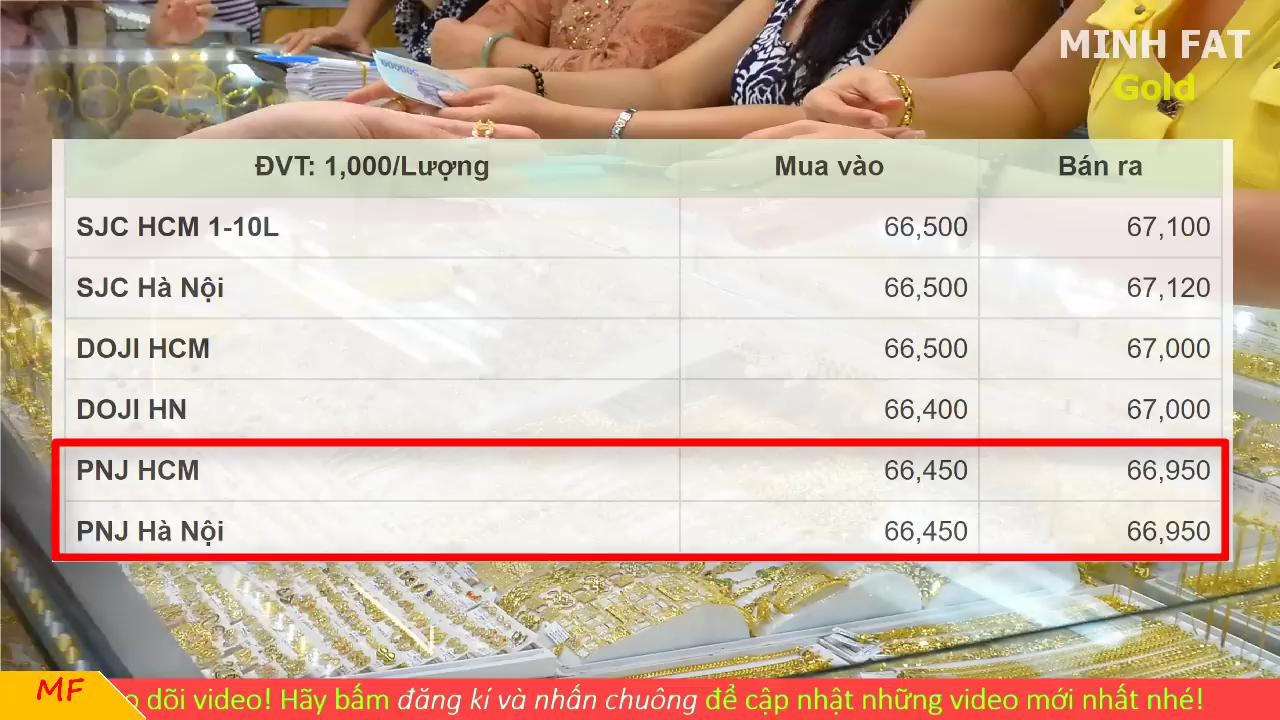 MINH FAT
Gold
ĐVT: 1,000/Lượng Mua vào Bán ra
SJC HCM 1-10L 66,500 67,100
SJC Hà Nội 66,500 67,120
DOJI HCM 66,500 67,000
DOJI HN 66,400 67,000
PNJ HCM 66,450 66,950
PNJ Hà Nội 66,450 66,950
MF dõi video! Hãy bấm đăng kí và nhấn chuông để cập nhật những video mới nhất nhé!